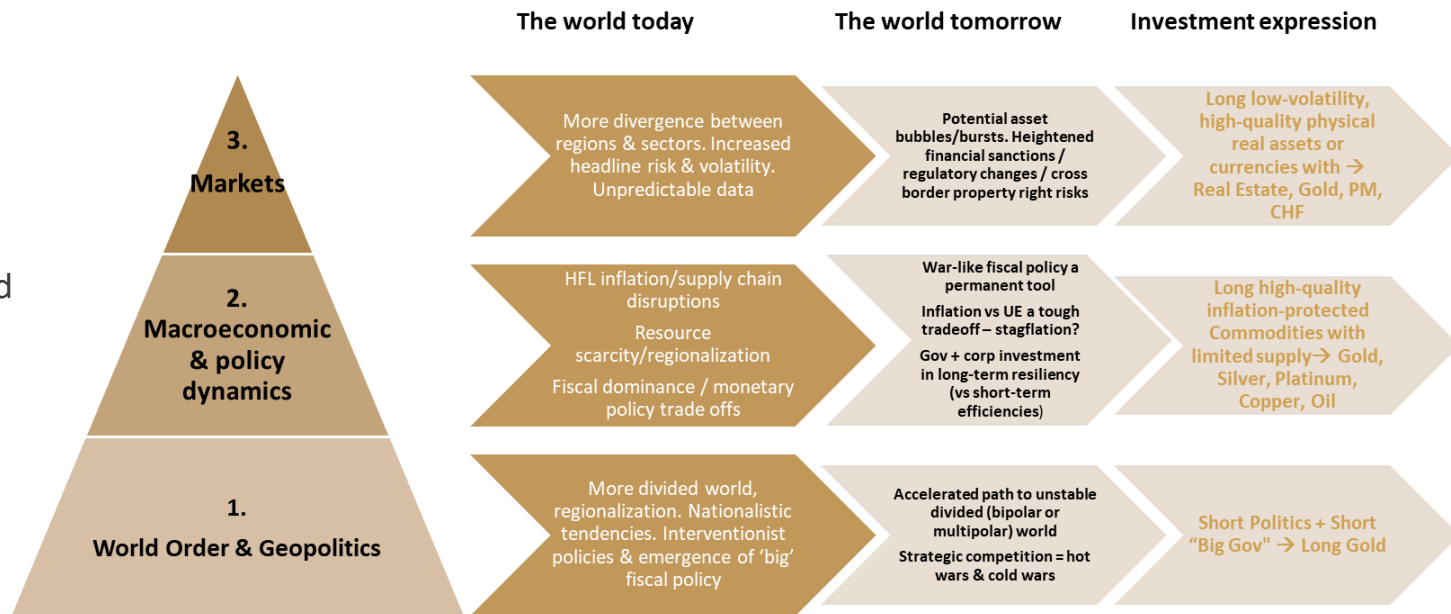 The world today
The world tomorrow
Investment expression
3.
Markets
More divergence between
regions & sectors. Increased
headline risk & volatility.
Unpredictable data
Potential asset
bubbles/bursts. Heightened
financial sanctions /
regulatory changes / cross
border property right risks
Long low-volatility,
high-quality physical
real assets or
currencies with →
Real Estate, Gold, PM,
CHF
d
2.
Macroeconomic
& policy
dynamics
HFL inflation/supply chain
disruptions
Resource
scarcity/regionalization
Fiscal dominance / monetary
policy trade offs
War-like fiscal policy a
permanent tool
Inflation vs UE a tough
tradeoff – stagflation?
Gov + corp investment
in long-term resiliency
(vs short-term
efficiencies)
Long high-quality
inflation-protected
Commodities with
limited supply→ Gold,
Silver, Platinum,
Copper, Oil
1.
World Order & Geopolitics
More divided world,
regionalization. Nationalistic
tendencies. Interventionist
policies & emergence of ‘big’
fiscal policy
Accelerated path to unstable
divided (bipolar or
multipolar) world
Strategic competition = hot
wars & cold wars
Short Politics + Short
“Big Gov" → Long Gold